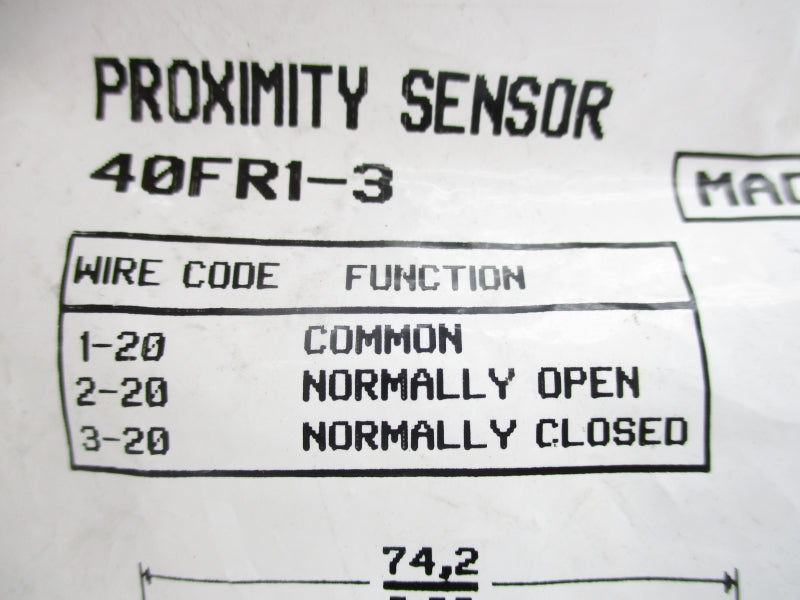 PROXIMITY SENSOR
40FR1-3
WIRE CODE FUNCTION
1-20 COMMON
2-20 NORMALLY OPEN
3-20 NORMALLY CLOSED
74,2